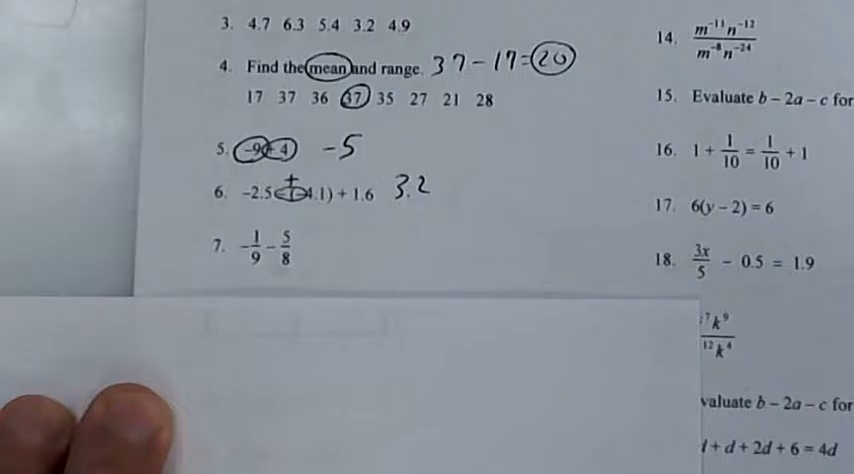 3. 4.7 6.3 5.4 3.2 4.9
4. Find the mean and range. 37-17=20
17 37 36 37 35 27 21 28
5. -9+4 -5
6. -2.5-(-4.1)+1.6 3.2
7. -1/9 - 5/8
14. m⁻¹¹n⁻¹²/m⁻⁸n⁻²⁴
15. Evaluate b – 2a – c for
16. 1 + 1/10 = 1/10 + 1
17. 6(y – 2) = 6
18. 3x/5 - 0.5 = 1.9
⁷k⁹/¹²k⁴
valuate b – 2a – c for
+ d + 2d + 6 = 4d